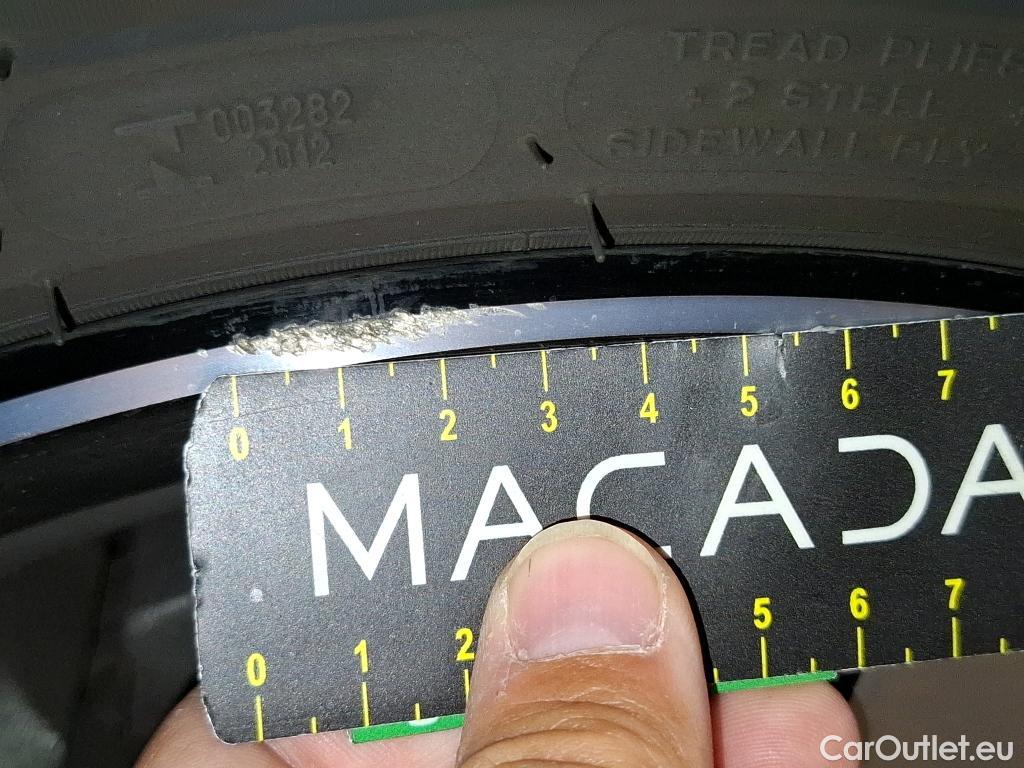 TREAD PLIES
003282
+ 2 STEEL
2012
SIDEWALL PLY
0 1 2 3 4 5 6 7
MACADA
0 1 2 5 6 7
CarOutlet.eu